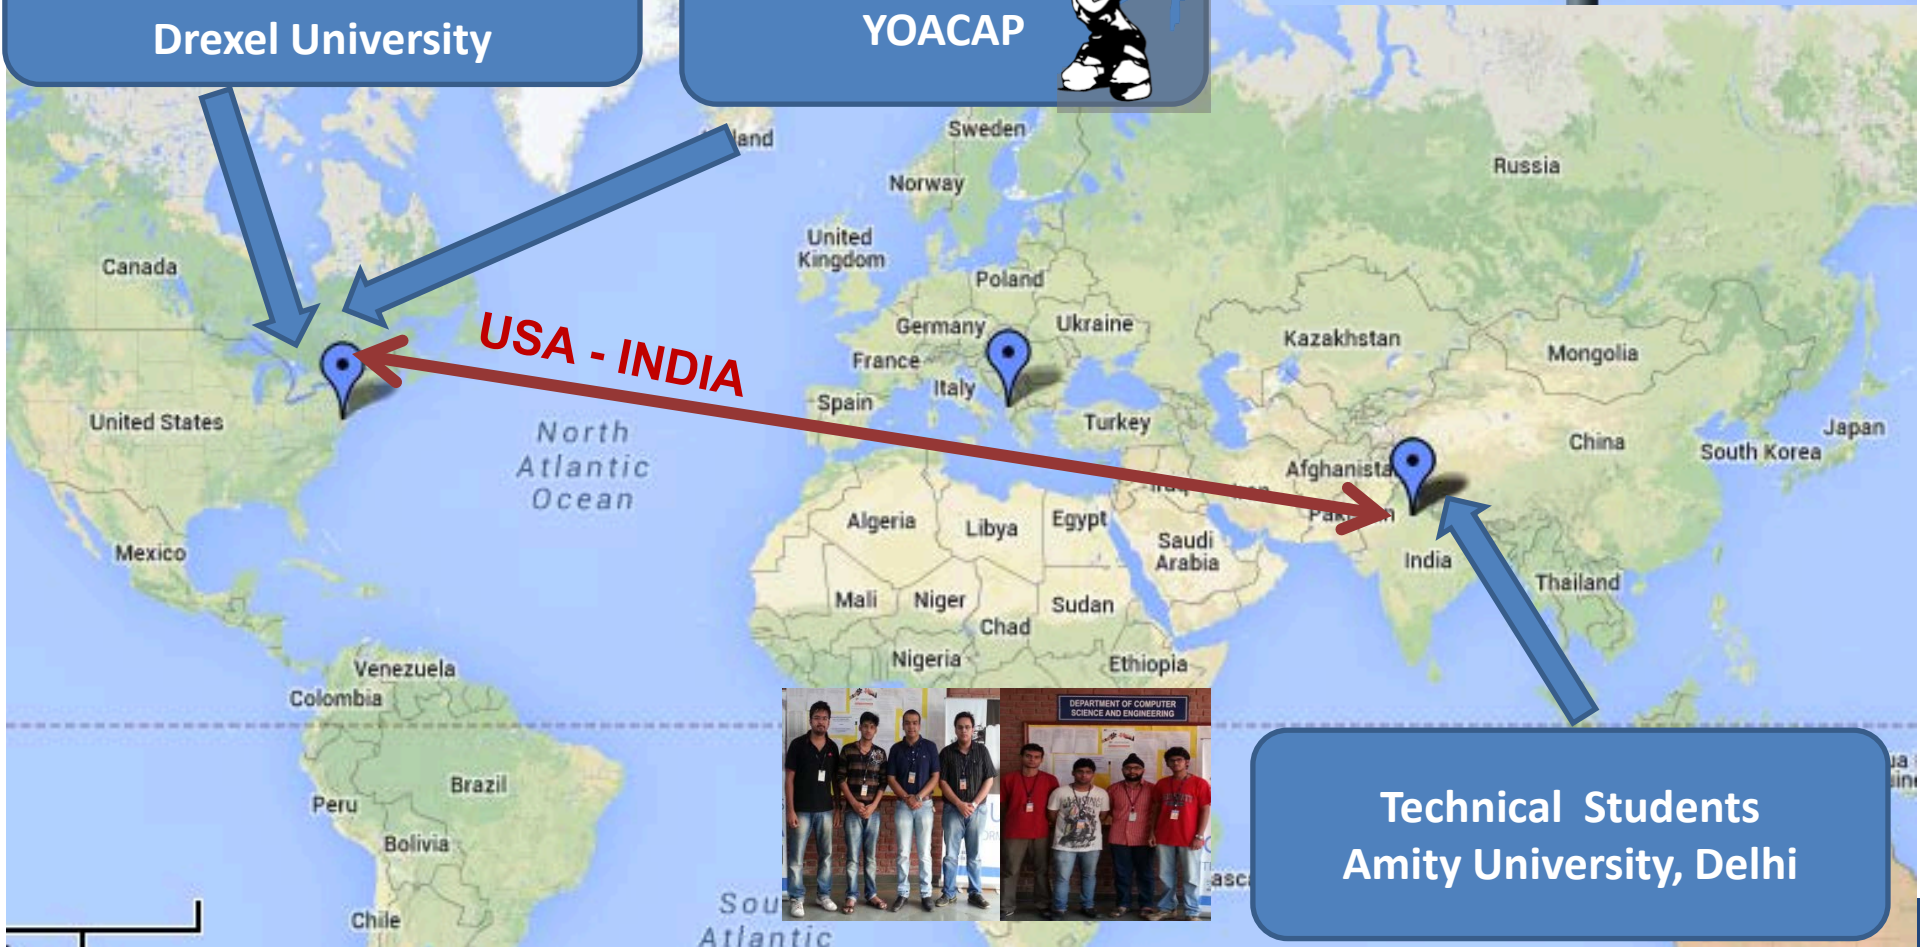 Drexel University
YOACAP
Sweden
Norway
Russia
United
Kingdom
Canada
Poland
USA - INDIA
Germany
Ukraine
Kazakhstan
Mongolia
France
Italy
Spain
United States
Turkey
North
Atlantic
Ocean
China
Japan
South Korea
Afghanista
Algeria
Libya
Egypt
Saudi
Arabia
Mexico
India
Thailand
Mali
Niger
Sudan
Chad
Nigeria
Ethiopia
Venezuela
Colombia
DEPARTMENT OF COMPUTER
SCIENCE AND ENGINEERING
Brazil
Peru
Bolivia
Technical Students
Amity University, Delhi
Chile
Sou
Atlantic